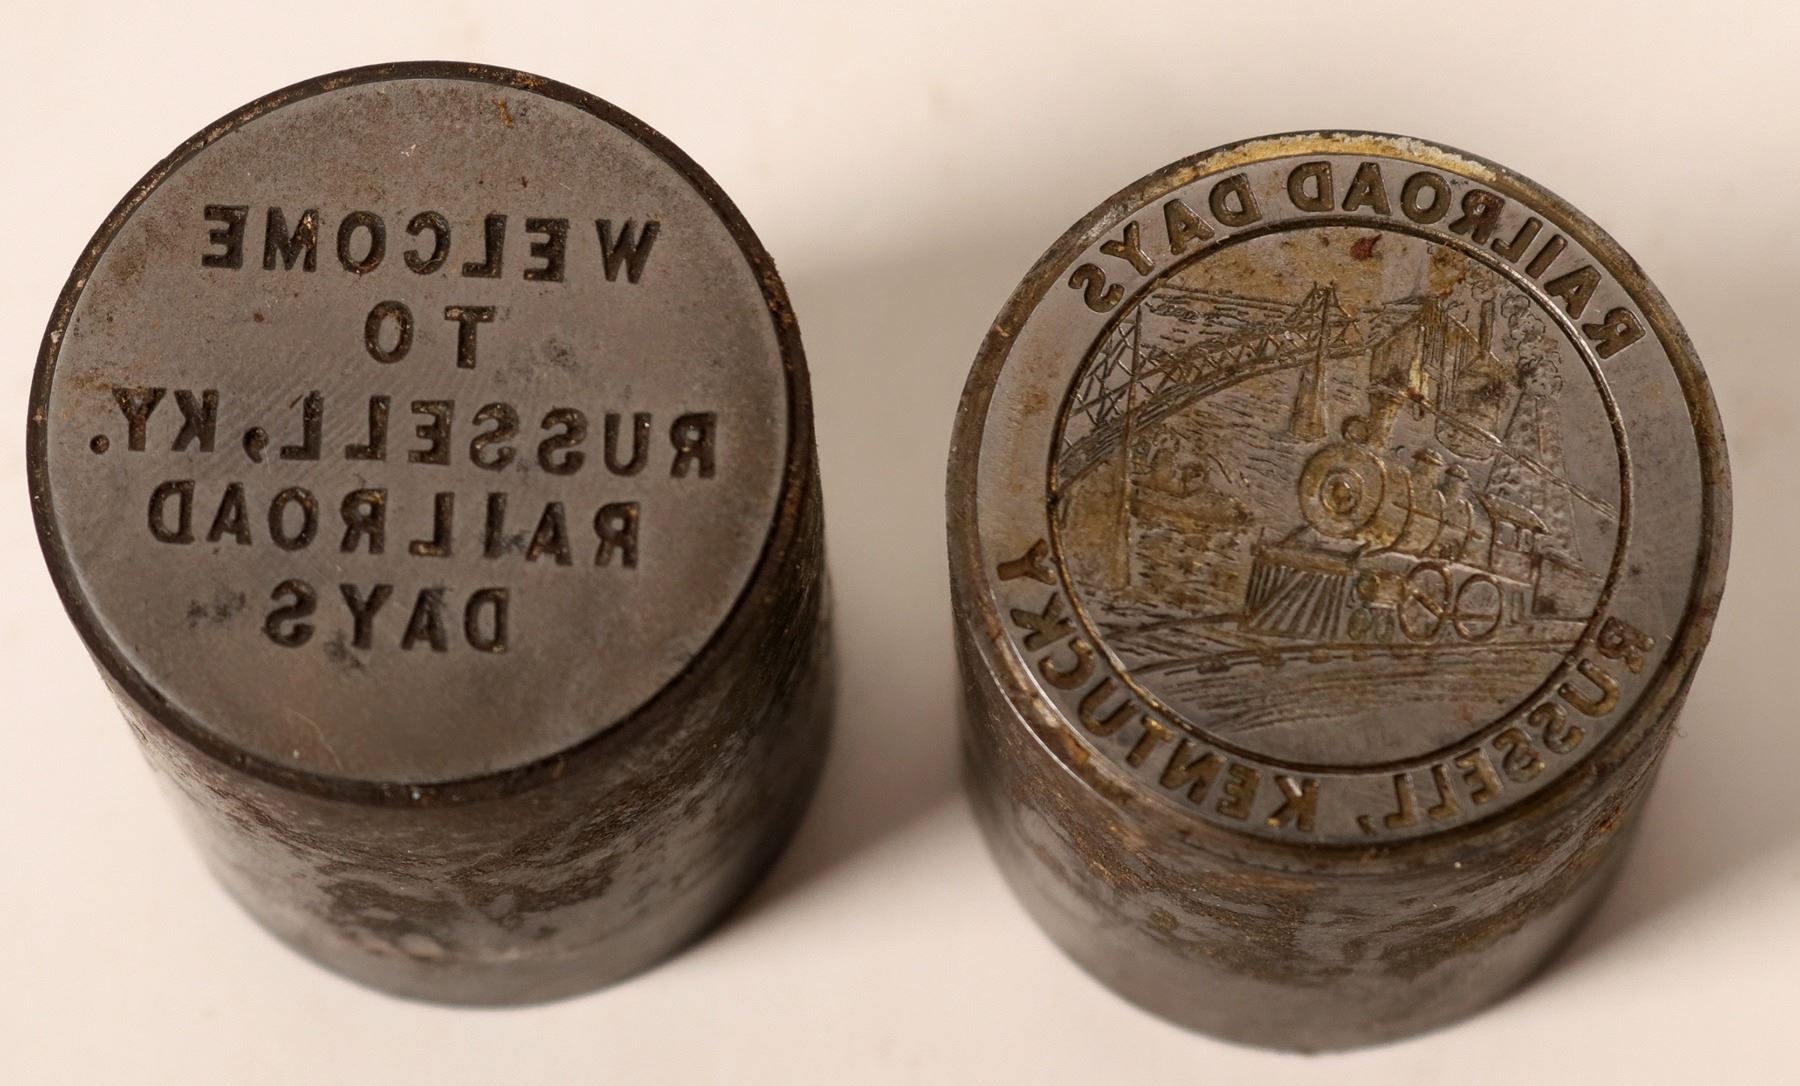 WELCOME
TO
RUSSELL, KY.
RAILROAD
DAYS
RAILROAD DAYS
RUSSELL, KENTUCKY